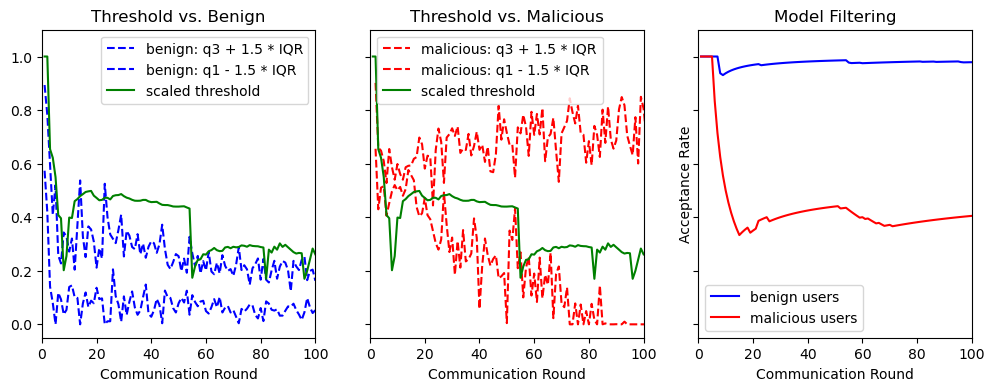 Threshold vs. Benign
benign: q3 + 1.5 * IQR
benign: q1 - 1.5 * IQR
scaled threshold
1.0
0.8
0.6
0.4
0.2
0.0
0
20
40
60
80
100
Communication Round
Threshold vs. Malicious
malicious: q3 + 1.5 * IQR
malicious: q1 - 1.5 * IQR
scaled threshold
0
20
40
60
80
100
Communication Round
Model Filtering
Acceptance Rate
benign users
malicious users
0
20
40
60
80
100
Communication Round